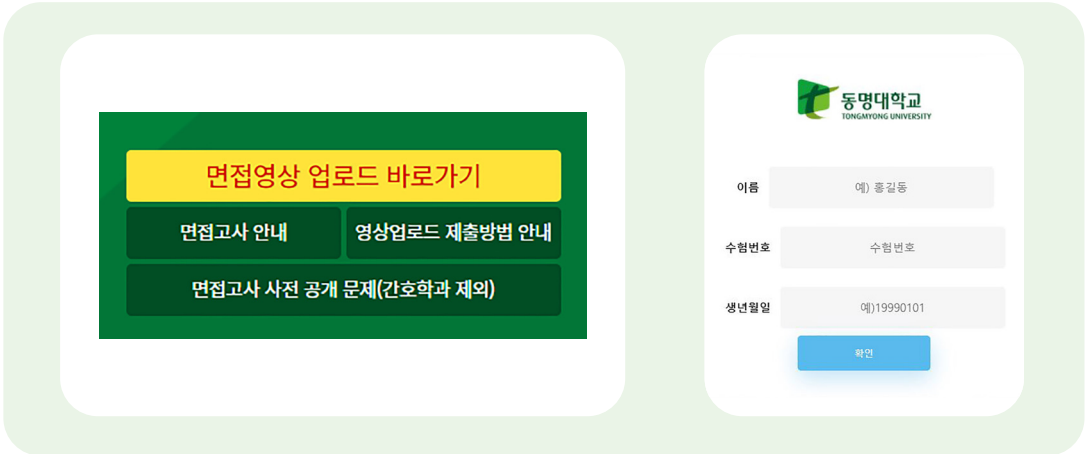 면접영상 업로드 바로가기
면접고사 안내
영상업로드 제출방법 안내
면접고사 사전 공개 문제(간호학과 제외)
동명대학교
TONGMYONG UNIVERSITY
이름
예) 홍길동
수험번호
수험번호
생년월일
예)19990101
확인